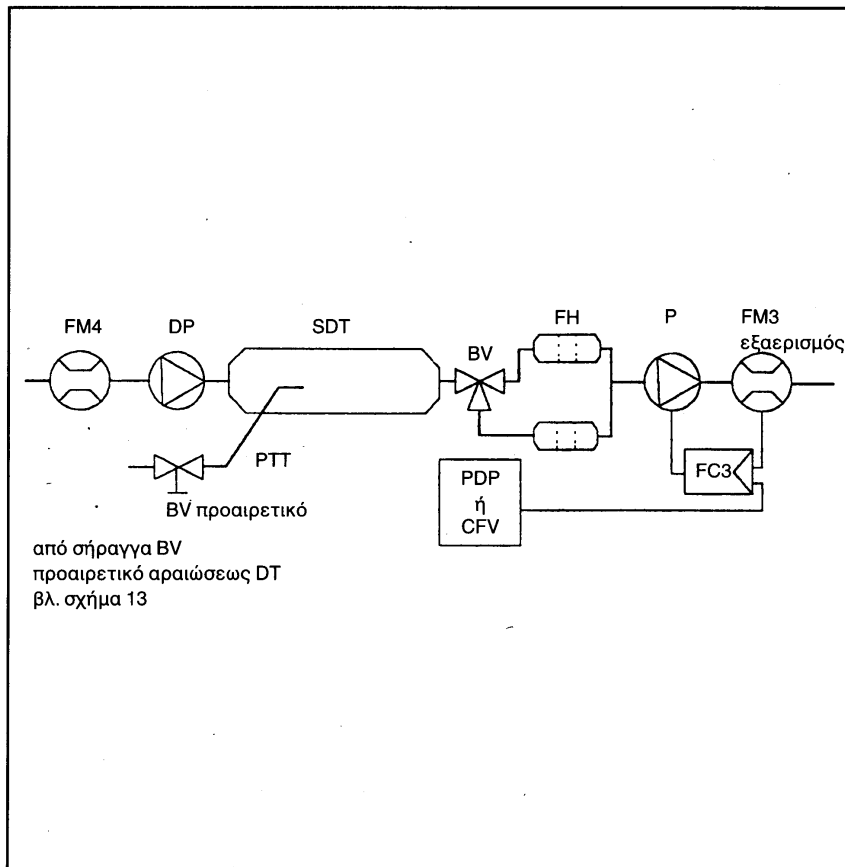 FM4 DP SDT BV FH P FM3
εξαερισμός
PTT
BV προαιρετικό
PDP
ή
CFV
FC3
από σήραγγα BV
προαιρετικό αραιώσεως DT
βλ. σχήμα 13